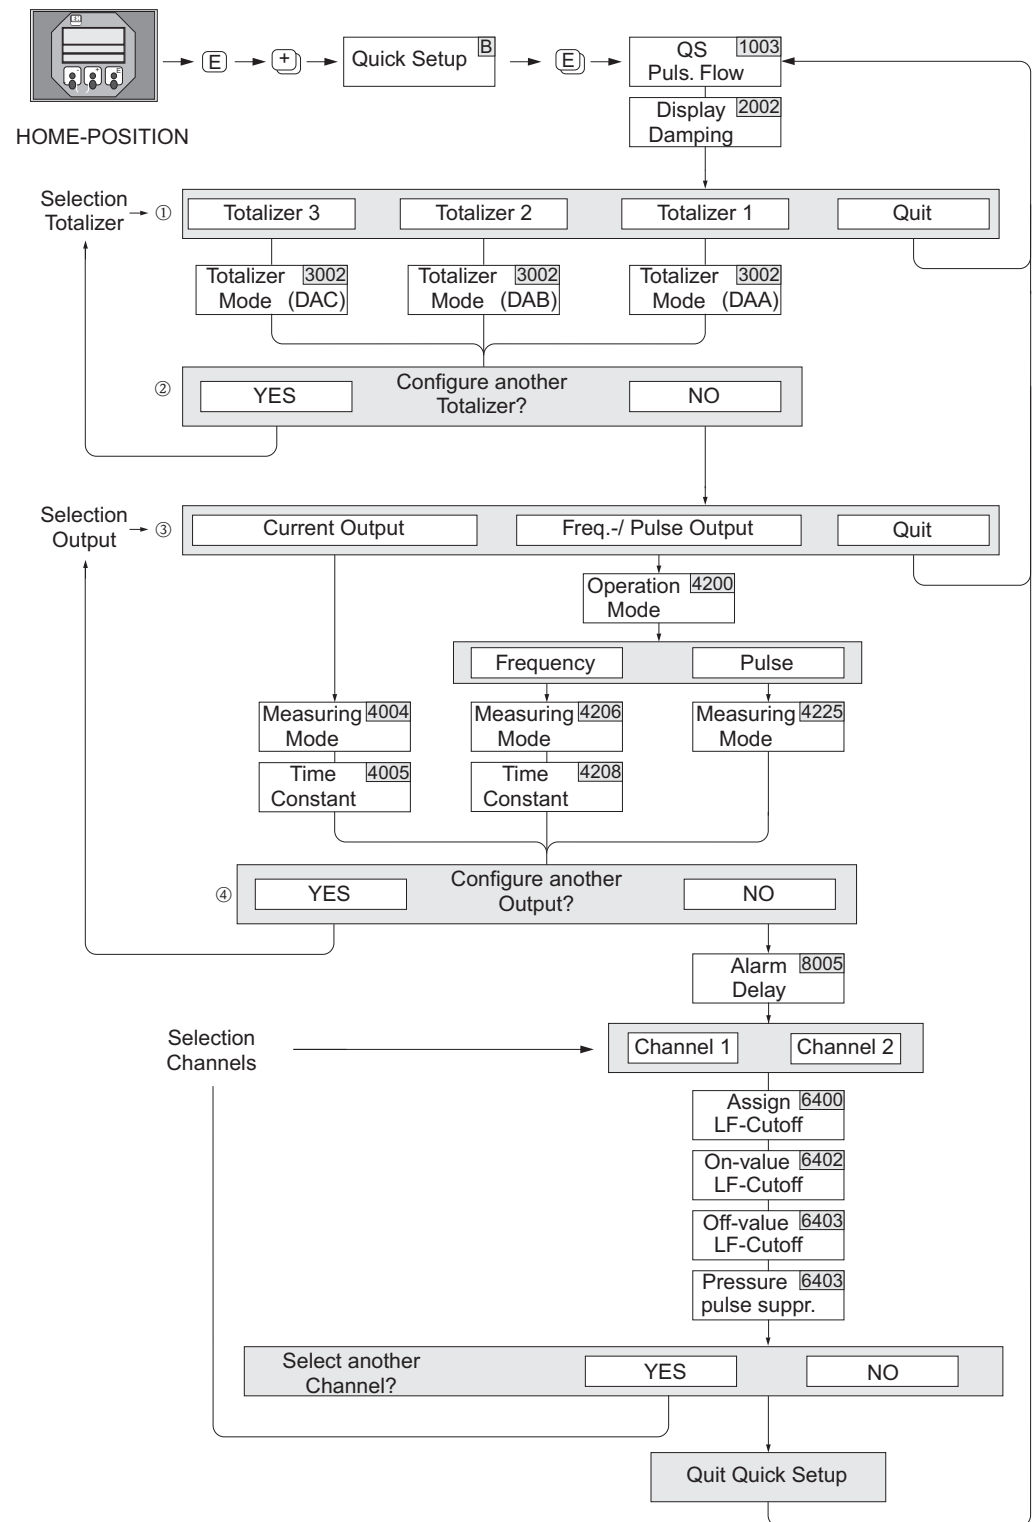 E
+
Quick Setup B
E
QS 1003
Puls. Flow
HOME-POSITION
Display 2002
Damping
Selection
Totalizer
①
Totalizer 3
Totalizer 2
Totalizer 1
Quit
Totalizer 3002
Mode (DAC)
Totalizer 3002
Mode (DAB)
Totalizer 3002
Mode (DAA)
②
YES
Configure another
Totalizer?
NO
Selection
Output
③
Current Output
Freq.-/ Pulse Output
Quit
Operation 4200
Mode
Frequency
Pulse
Measuring 4004
Mode
Measuring 4206
Mode
Measuring 4225
Mode
Time 4005
Constant
Time 4208
Constant
④
YES
Configure another
Output?
NO
Alarm 8005
Delay
Selection
Channels
Channel 1
Channel 2
Assign 6400
LF-Cutoff
On-value 6402
LF-Cutoff
Off-value 6403
LF-Cutoff
Pressure 6403
pulse suppr.
Select another
Channel?
YES
NO
Quit Quick Setup